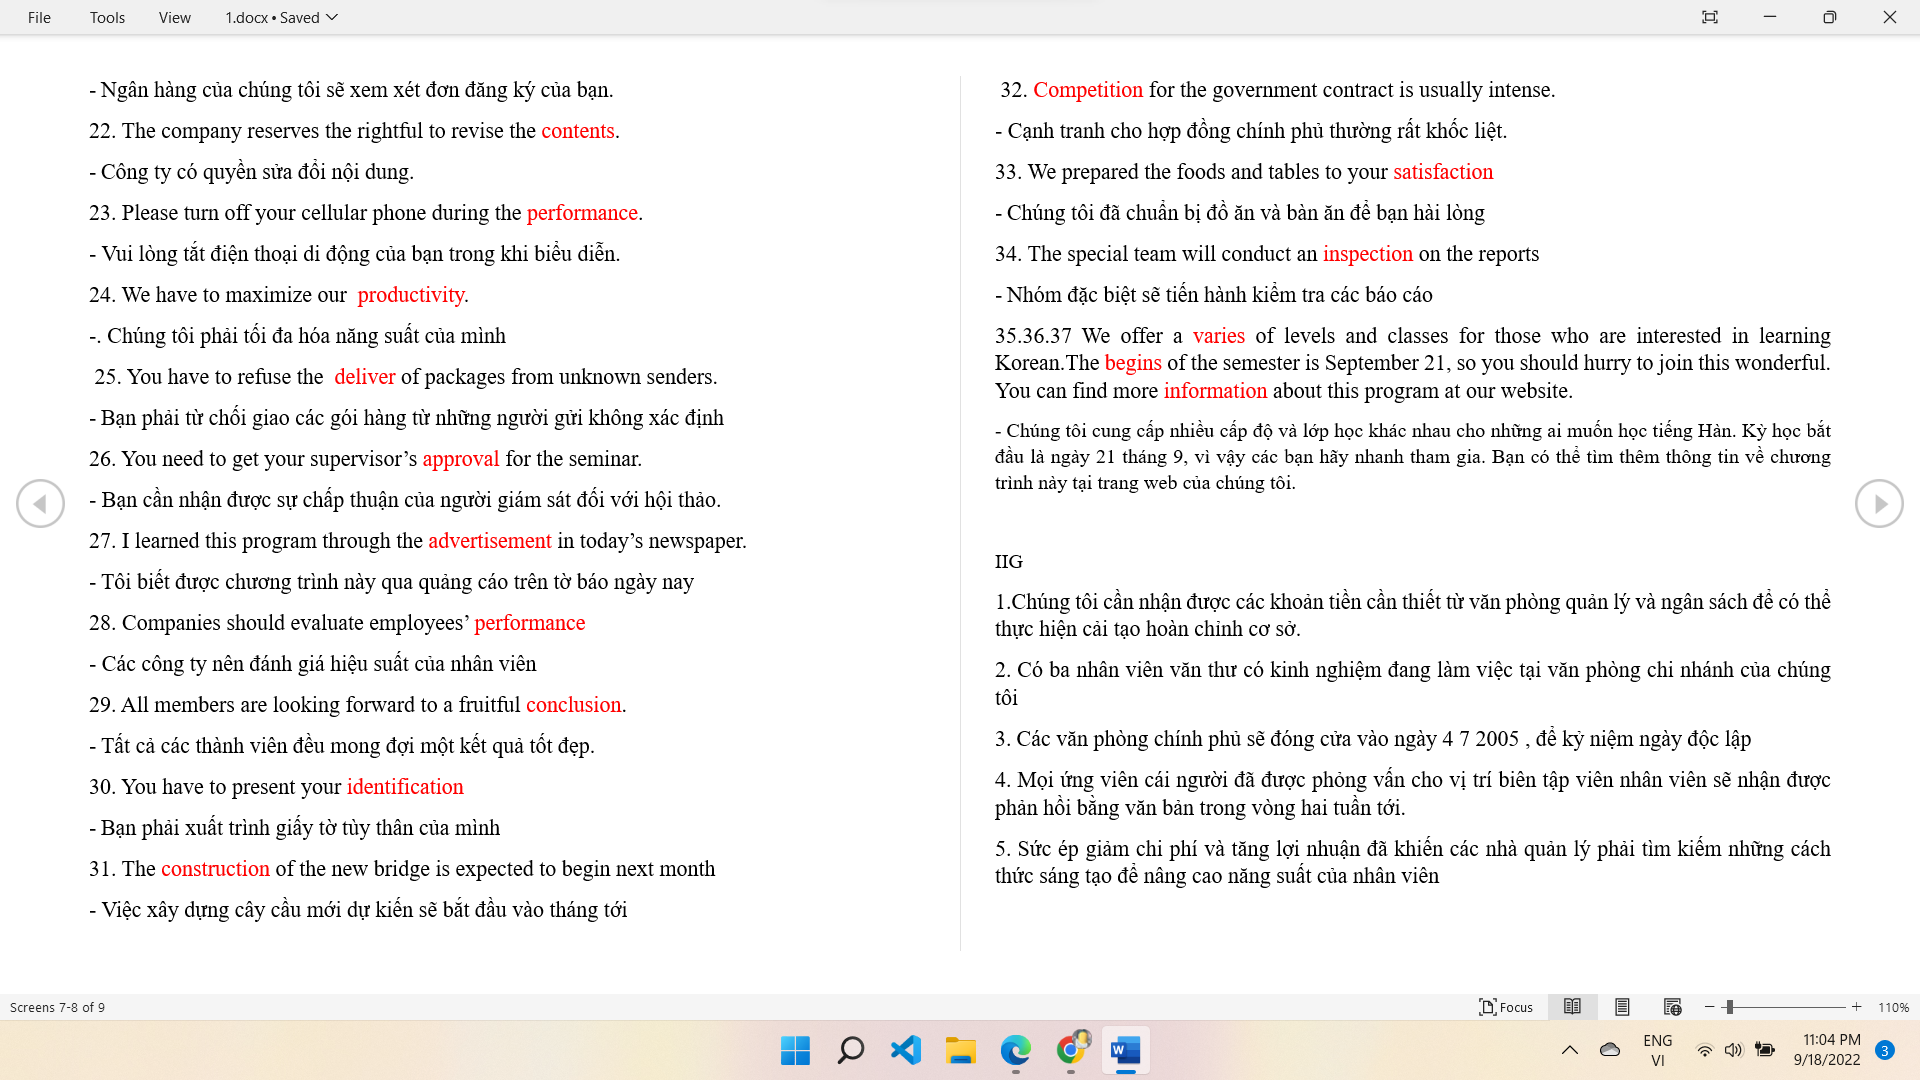 File Tools View 1.docx • Saved
- Ngân hàng của chúng tôi sẽ xem xét đơn đăng ký của bạn.
22. The company reserves the rightful to revise the contents.
- Công ty có quyền sửa đổi nội dung.
23. Please turn off your cellular phone during the performance.
- Vui lòng tắt điện thoại di động của bạn trong khi biểu diễn.
24. We have to maximize our  productivity.
-. Chúng tôi phải tối đa hóa năng suất của mình
25. You have to refuse the  deliver of packages from unknown senders.
- Bạn phải từ chối giao các gói hàng từ những người gửi không xác định
26. You need to get your supervisor’s approval for the seminar.
- Bạn cần nhận được sự chấp thuận của người giám sát đối với hội thảo.
27. I learned this program through the advertisement in today’s newspaper.
- Tôi biết được chương trình này qua quảng cáo trên tờ báo ngày nay
28. Companies should evaluate employees’ performance
- Các công ty nên đánh giá hiệu suất của nhân viên
29. All members are looking forward to a fruitful conclusion.
- Tất cả các thành viên đều mong đợi một kết quả tốt đẹp.
30. You have to present your identification
- Bạn phải xuất trình giấy tờ tùy thân của mình
31. The construction of the new bridge is expected to begin next month
- Việc xây dựng cây cầu mới dự kiến sẽ bắt đầu vào tháng tới
32. Competition for the government contract is usually intense.
- Cạnh tranh cho hợp đồng chính phủ thường rất khốc liệt.
33. We prepared the foods and tables to your satisfaction
- Chúng tôi đã chuẩn bị đồ ăn và bàn ăn để bạn hài lòng
34. The special team will conduct an inspection on the reports
- Nhóm đặc biệt sẽ tiến hành kiểm tra các báo cáo
35.36.37 We offer a varies of levels and classes for those who are interested in learning
Korean.The begins of the semester is September 21, so you should hurry to join this wonderful.
You can find more information about this program at our website.
- Chúng tôi cung cấp nhiều cấp độ và lớp học khác nhau cho những ai muốn học tiếng Hàn. Kỳ học bắt
đầu là ngày 21 tháng 9, vì vậy các bạn hãy nhanh tham gia. Bạn có thể tìm thêm thông tin về chương
trình này tại trang web của chúng tôi.
IIG
1.Chúng tôi cần nhận được các khoản tiền cần thiết từ văn phòng quản lý và ngân sách để có thể
thực hiện cải tạo hoàn chỉnh cơ sở.
2. Có ba nhân viên văn thư có kinh nghiệm đang làm việc tại văn phòng chi nhánh của chúng
tôi
3. Các văn phòng chính phủ sẽ đóng cửa vào ngày 4 7 2005 , để kỷ niệm ngày độc lập
4. Mọi ứng viên cái người đã được phỏng vấn cho vị trí biên tập viên nhân viên sẽ nhận được
phản hồi bằng văn bản trong vòng hai tuần tới.
5. Sức ép giảm chi phí và tăng lợi nhuận đã khiến các nhà quản lý phải tìm kiếm những cách
thức sáng tạo để nâng cao năng suất của nhân viên
Screens 7-8 of 9
Focus
110%
W
ENG
VI
11:04 PM
9/18/2022
3